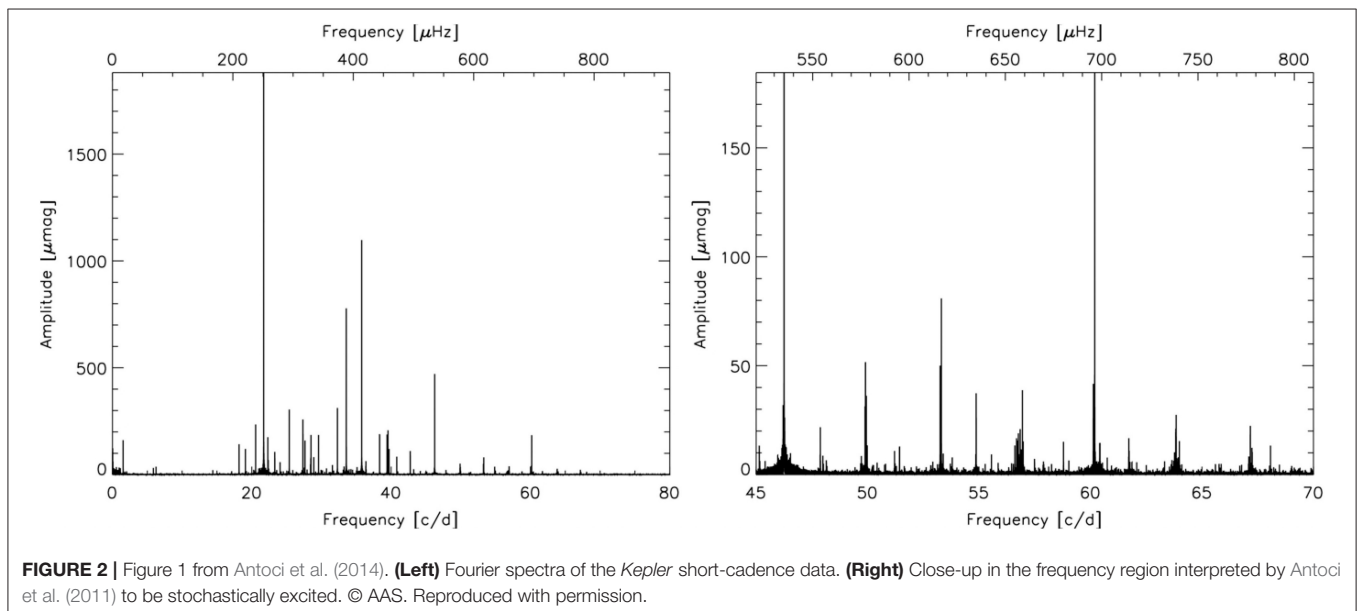 Frequency [μHz]
0 200 400 600 800
1500
1000
500
0
Amplitude [μmag]
0 20 40 60 80
Frequency [c/d]
Frequency [μHz]
550 600 650 700 750 800
150
100
50
0
Amplitude [μmag]
45 50 55 60 65 70
Frequency [c/d]
FIGURE 2 | Figure 1 from Antoci et al. (2014). (Left) Fourier spectra of the Kepler short-cadence data. (Right) Close-up in the frequency region interpreted by Antoci
et al. (2011) to be stochastically excited. © AAS. Reproduced with permission.